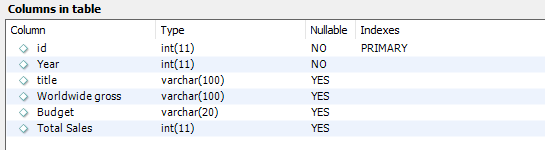 Columns in table
Column Type Nullable Indexes
id int(11) NO PRIMARY
Year int(11) NO
title varchar(100) YES
Worldwide gross varchar(100) YES
Budget varchar(20) YES
Total Sales int(11) YES